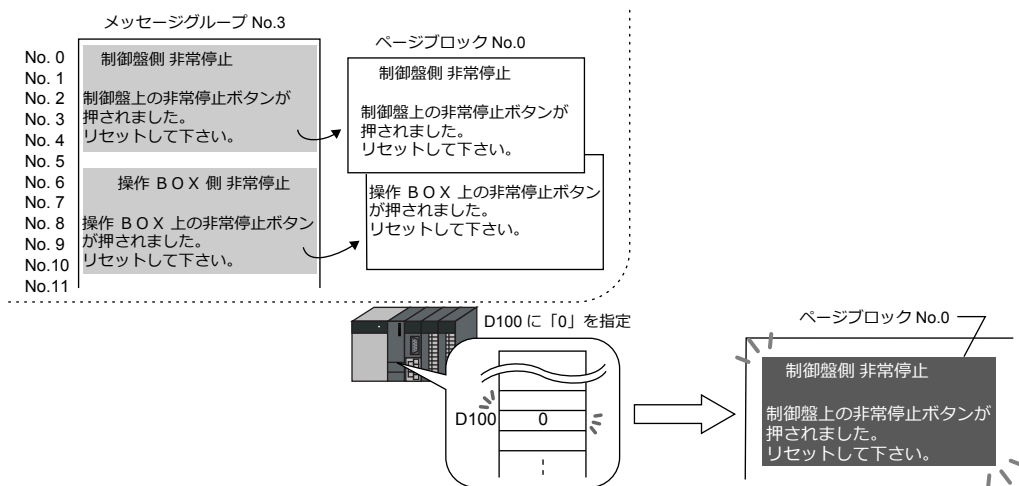 メッセージグループ No.3
No. 0
No. 1
No. 2
No. 3
No. 4
No. 5
No. 6
No. 7
No. 8
No. 9
No.10
No.11
制御盤側 非常停止
制御盤上の非常停止ボタンが
押されました。
リセットして下さい。
操作 ＢＯＸ 側 非常停止
操作 ＢＯＸ 上の非常停止ボタン
が押されました。
リセットして下さい。
ページブロック No.0
制御盤側 非常停止
制御盤上の非常停止ボタンが
押されました。
リセットして下さい。
操作 ＢＯＸ 上の非常停止ボタン
が押されました。
リセットして下さい。
D100 に「0」を指定
D100
0
ページブロック No.0
制御盤側 非常停止
制御盤上の非常停止ボタンが
押されました。
リセットして下さい。